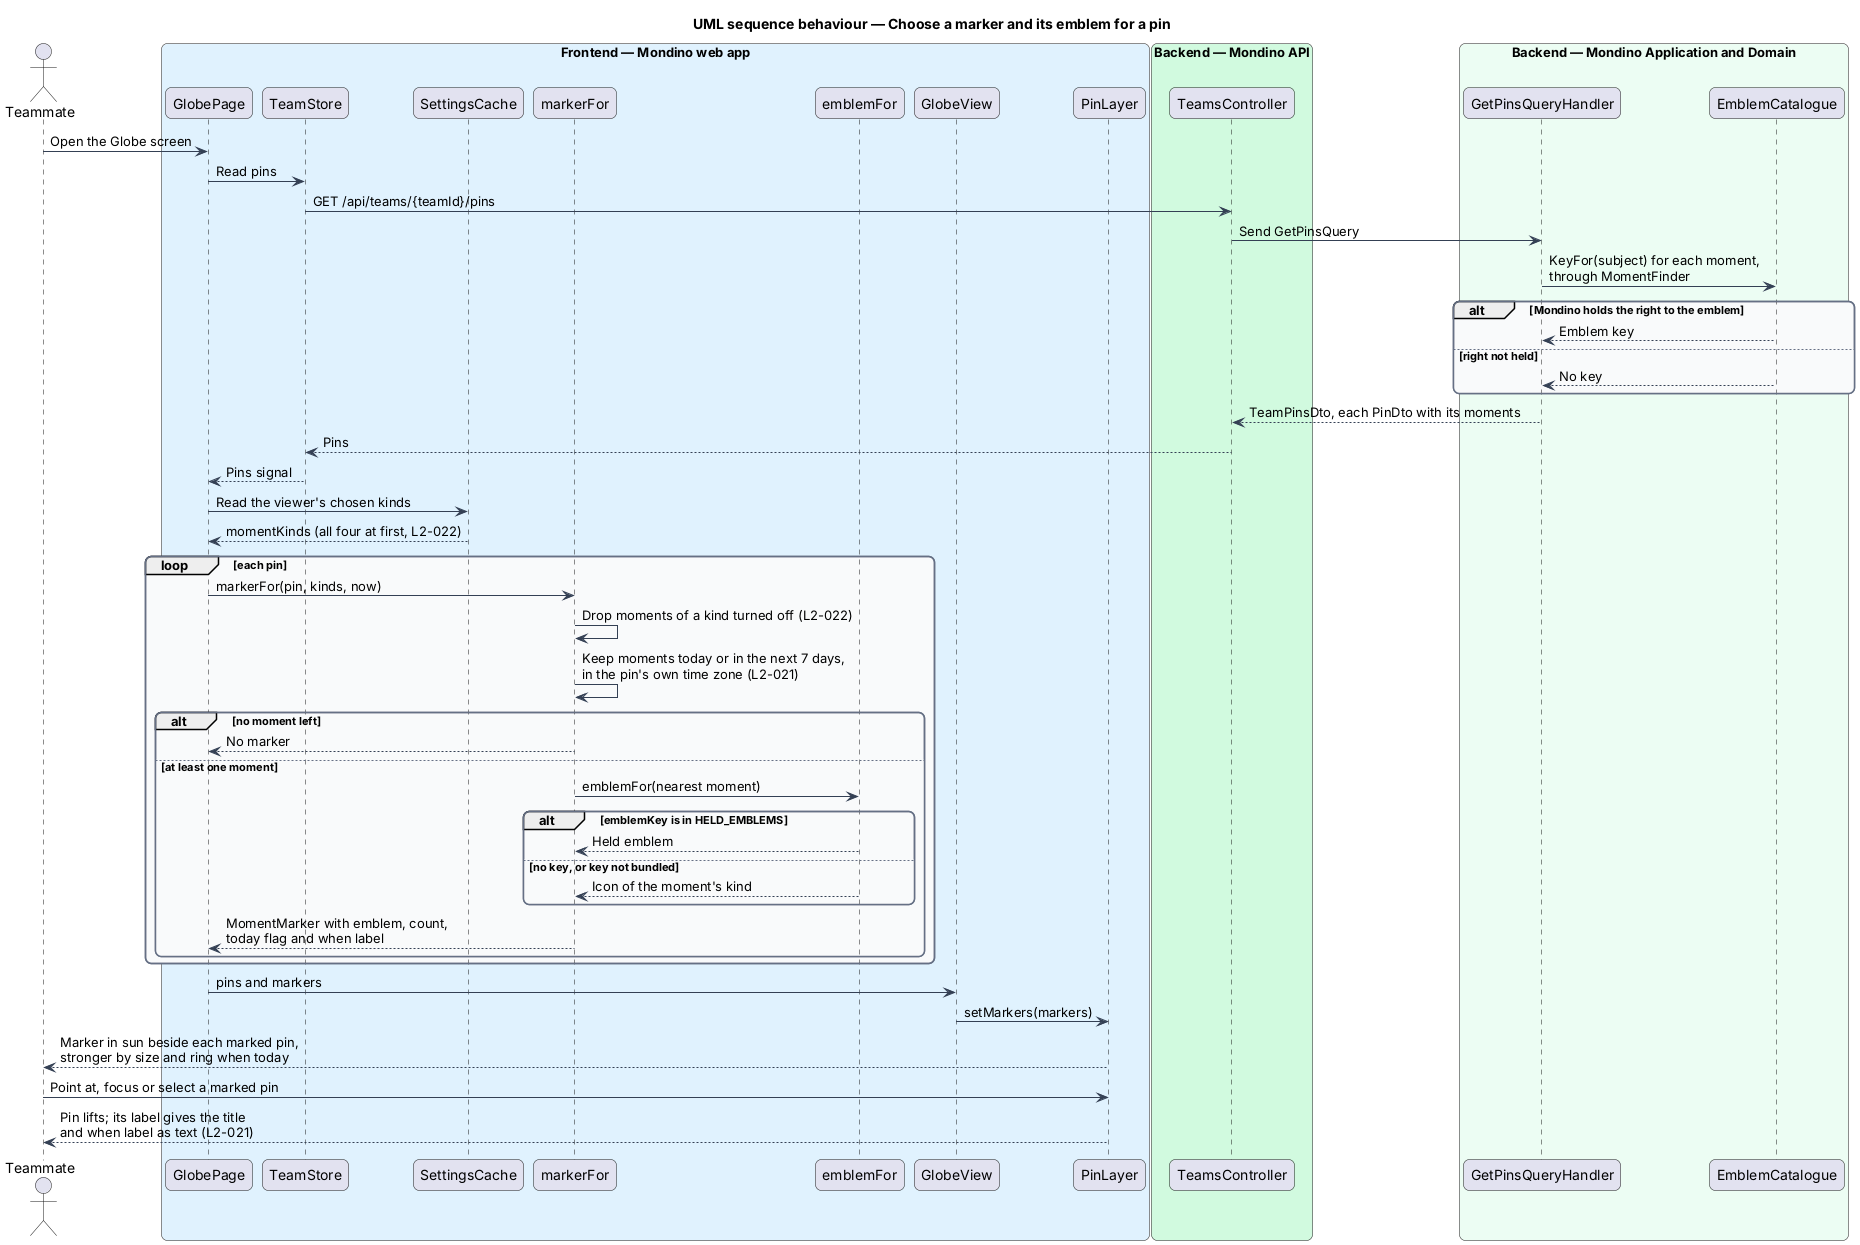 UML sequence behaviour — Choose a marker and its emblem for a pin
Frontend — Mondino web app
Backend — Mondino API
Backend — Mondino Application and Domain
Teammate
GlobePage
TeamStore
SettingsCache
markerFor
emblemFor
GlobeView
PinLayer
TeamsController
GetPinsQueryHandler
EmblemCatalogue
Open the Globe screen
Read pins
GET /api/teams/{teamId}/pins
Send GetPinsQuery
KeyFor(subject) for each moment,
through MomentFinder
alt [Mondino holds the right to the emblem]
Emblem key
[right not held]
No key
TeamPinsDto, each PinDto with its moments
Pins
Pins signal
Read the viewer's chosen kinds
momentKinds (all four at first, L2-022)
loop [each pin]
markerFor(pin, kinds, now)
Drop moments of a kind turned off (L2-022)
Keep moments today or in the next 7 days,
in the pin's own time zone (L2-021)
alt [no moment left]
No marker
[at least one moment]
emblemFor(nearest moment)
alt [emblemKey is in HELD_EMBLEMS]
Held emblem
[no key, or key not bundled]
Icon of the moment's kind
MomentMarker with emblem, count,
today flag and when label
pins and markers
setMarkers(markers)
Marker in sun beside each marked pin,
stronger by size and ring when today
Point at, focus or select a marked pin
Pin lifts; its label gives the title
and when label as text (L2-021)
Teammate
GlobePage
TeamStore
SettingsCache
markerFor
emblemFor
GlobeView
PinLayer
TeamsController
GetPinsQueryHandler
EmblemCatalogue